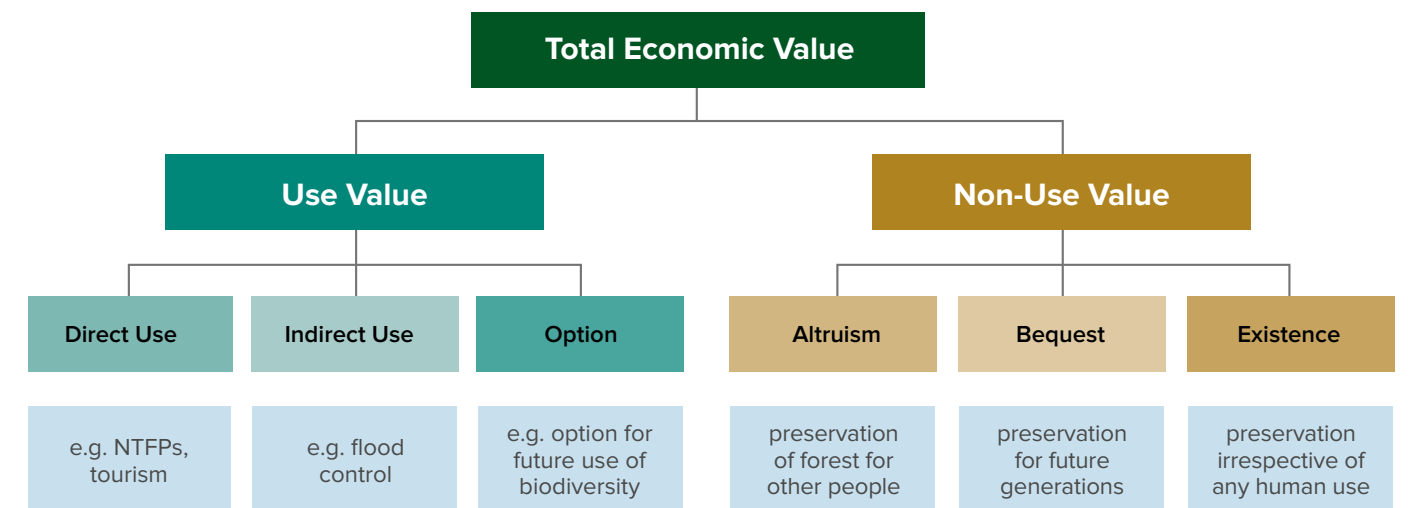 Total Economic Value
Use Value
Non-Use Value
Direct Use
Indirect Use
Option
Altruism
Bequest
Existence
e.g. NTFPs,
tourism
e.g. flood
control
e.g. option for
future use of
biodiversity
preservation
of forest for
other people
preservation
for future
generations
preservation
irrespective of
any human use